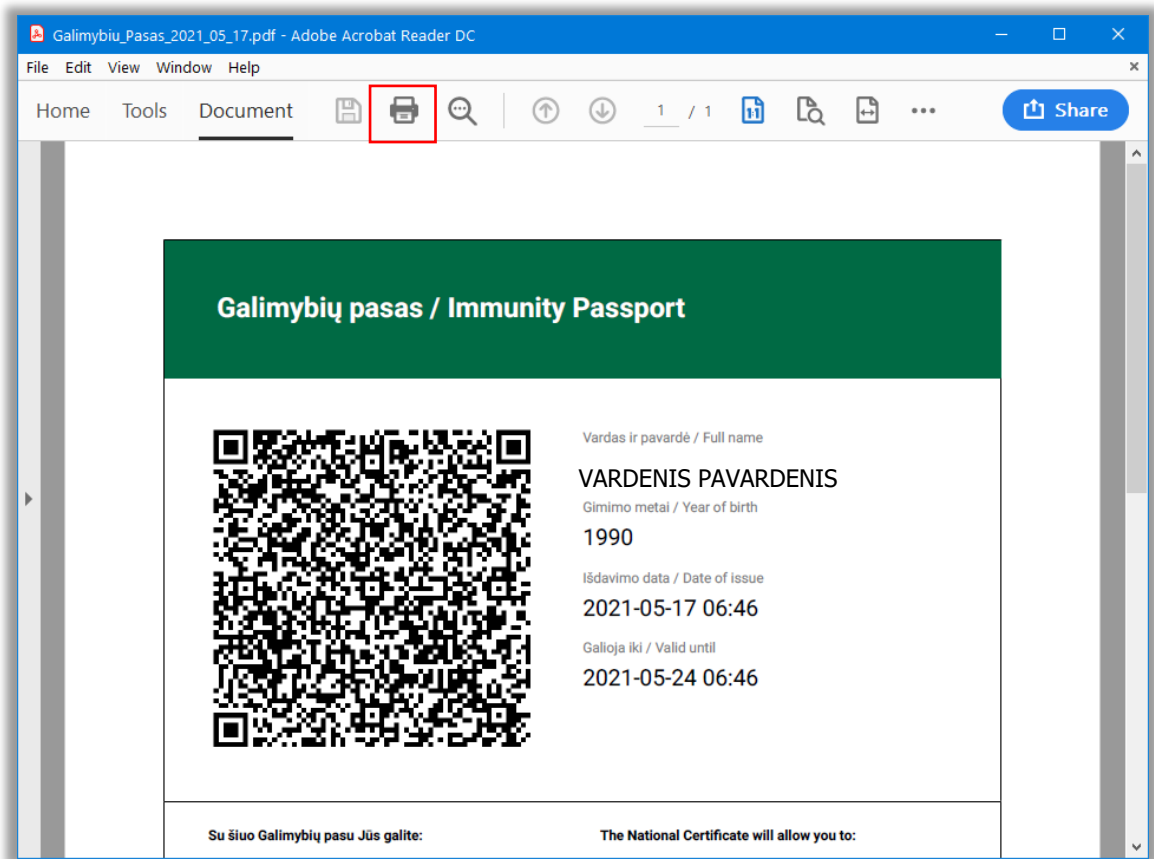 Galimybiu_Pasas_2021_05_17.pdf - Adobe Acrobat Reader DC
File Edit View Window Help
Home Tools Document 1 / 1 Share
Galimybių pasas / Immunity Passport
Vardas ir pavardė / Full name
VARDENIS PAVARDENIS
Gimimo metai / Year of birth
1990
Išdavimo data / Date of issue
2021-05-17 06:46
Galioja iki / Valid until
2021-05-24 06:46
Su šiuo Galimybių pasu Jūs galite:
The National Certificate will allow you to: